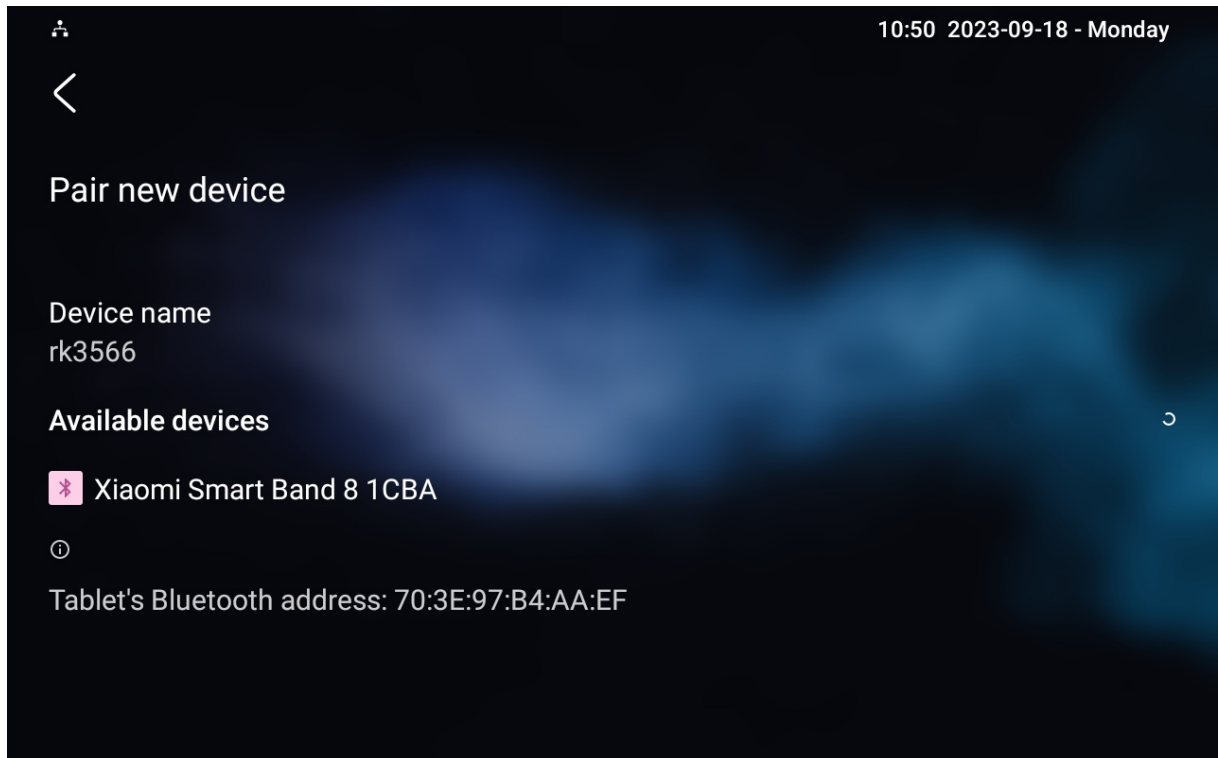 10:50 2023-09-18 - Monday
Pair new device
Device name
rk3566
Available devices
Xiaomi Smart Band 8 1CBA
Tablet's Bluetooth address: 70:3E:97:B4:AA:EF